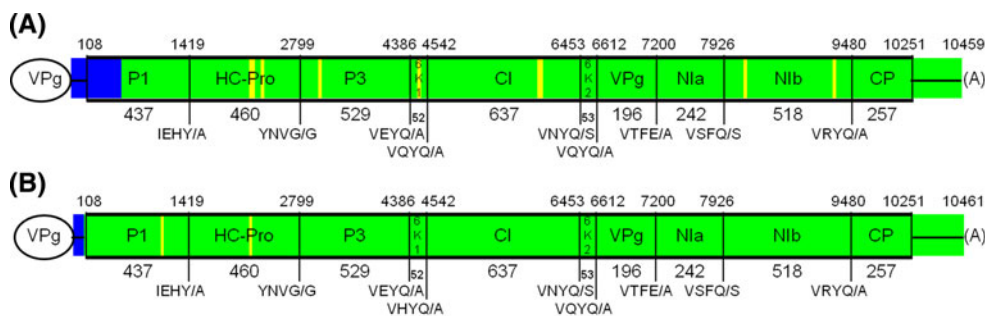 (A)
108 1419 2799 4386 4542 6453 6612 7200 7926 9480 10251 10459
VPg P1 HC-Pro P3 6K1 CI 6K2 VPg NIa NIb CP (A)
437 460 529 52 637 53 196 242 518 257
IEHY/A YNVG/G VEYQ/A VNYQ/S VTFE/A VSFQ/S VRYQ/A
VQYQ/A VQYQ/A
(B)
108 1419 2799 4386 4542 6453 6612 7200 7926 9480 10251 10461
VPg P1 HC-Pro P3 6K1 CI 6K2 VPg NIa NIb CP (A)
437 460 529 52 637 53 196 242 518 257
IEHY/A YNVG/G VEYQ/A VNYQ/S VTFE/A VSFQ/S VRYQ/A
VHYQ/A VQYQ/A